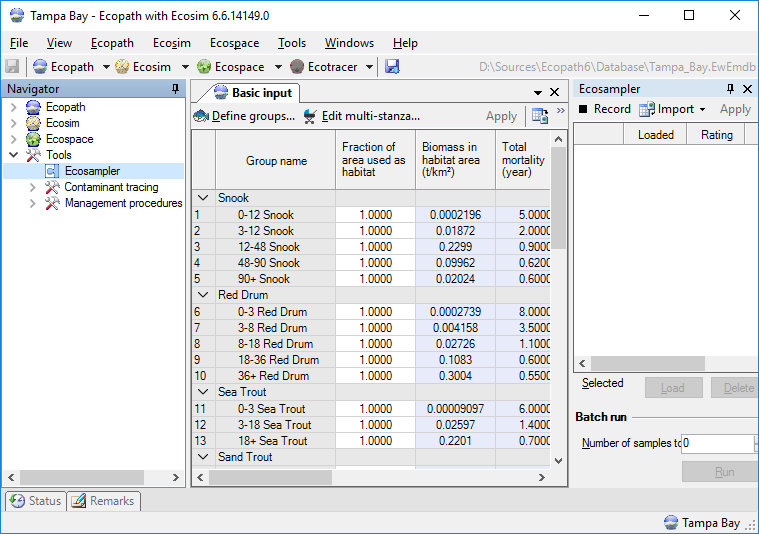 Tampa Bay - Ecopath with Ecosim 6.6.14149.0
File View Ecopath Ecosim Ecospace Tools Windows Help
Ecopath Ecosim Ecospace Ecotracer D:\Sources\Ecopath6\Database\Tampa_Bay.EwEmdb
Navigator
Ecopath
Ecosim
Ecospace
Tools
Ecosampler
Contaminant tracing
Management procedures
Basic input
Define groups... Edit multi-stanza... Apply »
Group name Fraction of area used as habitat Biomass in habitat area (t/km²) Total mortality (year)
Snook
1 0-12 Snook 1.0000 0.0002196 5.0000
2 3-12 Snook 1.0000 0.01872 2.0000
3 12-48 Snook 1.0000 0.2299 0.9000
4 48-90 Snook 1.0000 0.09962 0.6200
5 90+ Snook 1.0000 0.02024 0.6000
Red Drum
6 0-3 Red Drum 1.0000 0.0002739 8.0000
7 3-8 Red Drum 1.0000 0.004158 3.5000
8 8-18 Red Drum 1.0000 0.02726 1.1000
9 18-36 Red Drum 1.0000 0.1083 0.6000
10 36+ Red Drum 1.0000 0.3004 0.5500
Sea Trout
11 0-3 Sea Trout 1.0000 0.00009097 6.0000
12 3-18 Sea Trout 1.0000 0.02597 1.4000
13 18+ Sea Trout 1.0000 0.2201 0.7000
Sand Trout
Ecosampler
Record Import Apply
Loaded Rating
Selected Load Delete
Batch run
Number of samples to 0
Run
Status Remarks
Tampa Bay